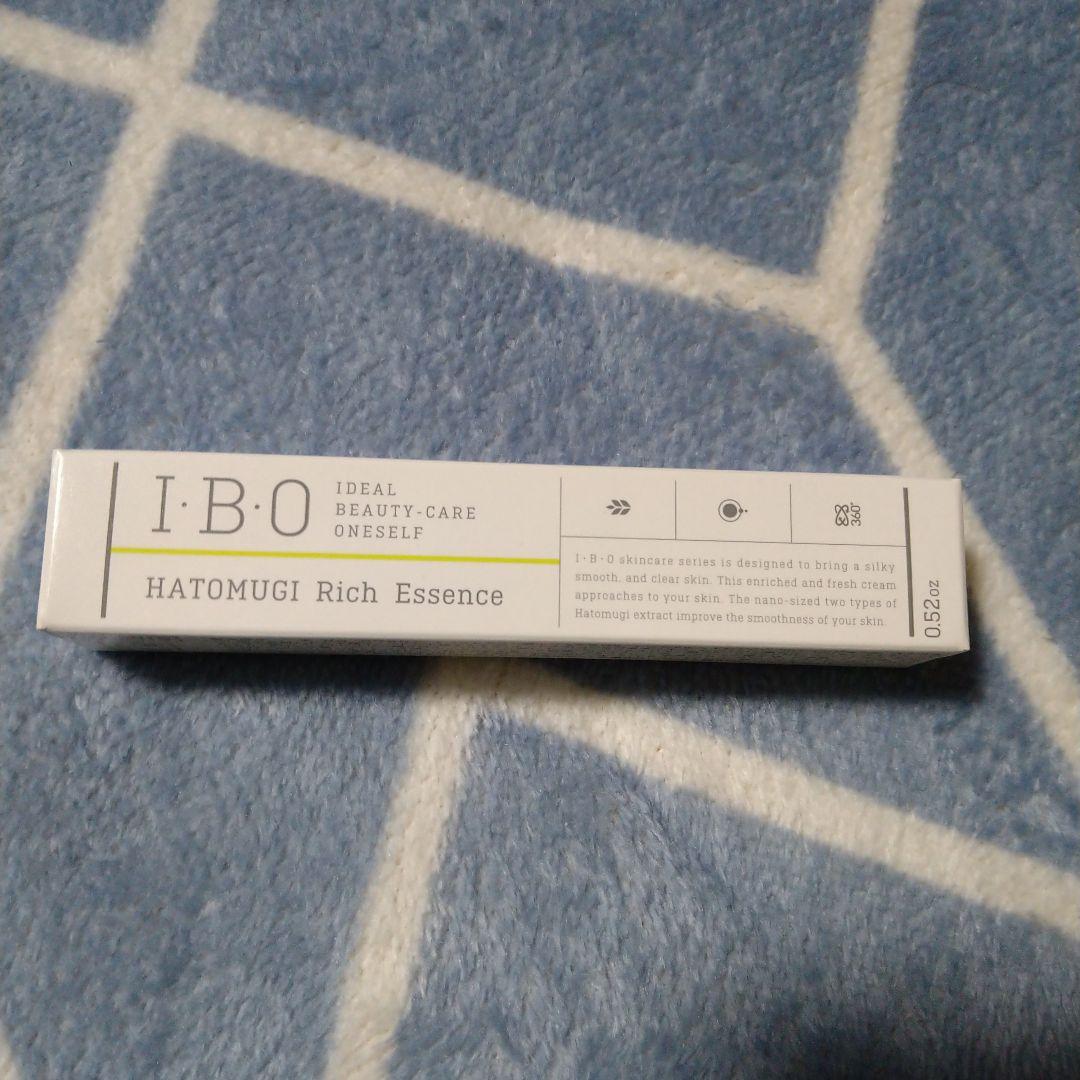 I·B·O
IDEAL
BEAUTY-CARE
ONESELF
HATOMUGI Rich Essence
360°
I·B·O skincare series is designed to bring a silky
smooth, and clear skin. This enriched and fresh cream
approaches to your skin. The nano-sized two types of
Hatomugi extract improve the smoothness of your skin.
0.52oz